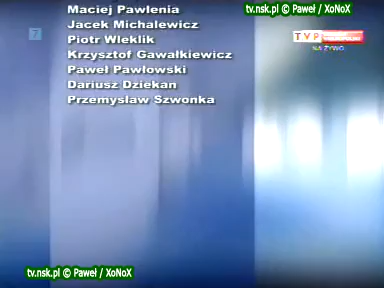 Maciej Pawlenia
tv.nsk.pl © Paweł / XoNoX
Jacek Michalewicz
7
Piotr Wleklik
TVP
Krzysztof Gawałkiewicz
NA ŻYWO
Paweł Pawłowski
Dariusz Dziekan
Przemysław Szwonka
tv.nsk.pl © Paweł / XoNoX